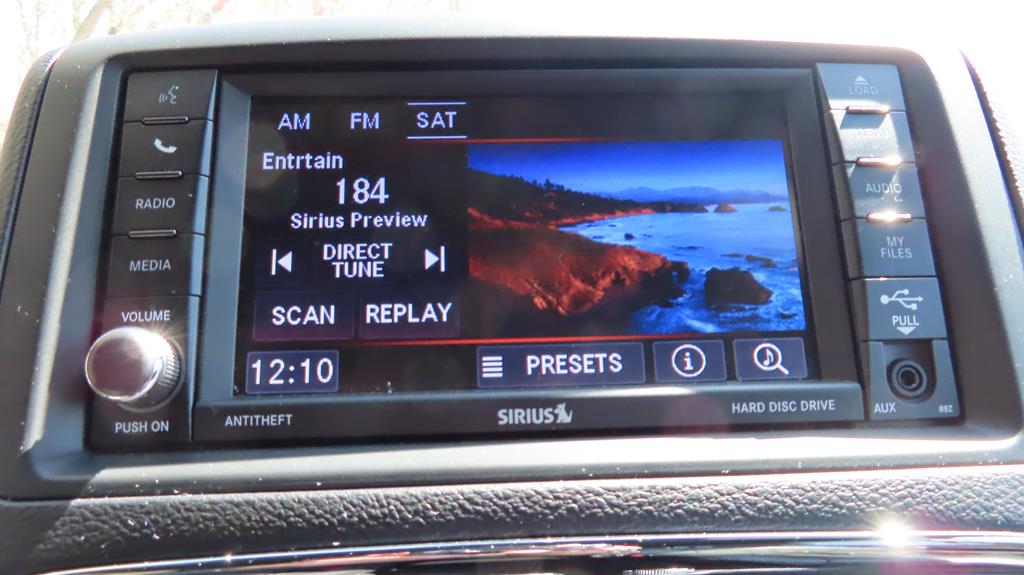 RADIO
MEDIA
VOLUME
PUSH ON
AM FM SAT
Entrtain
184
Sirius Preview
DIRECT
TUNE
SCAN REPLAY
12:10 PRESETS
ANTITHEFT SIRIUS HARD DISC DRIVE
LOAD
MENU
AUDIO
MY
FILES
PULL
AUX RBZ